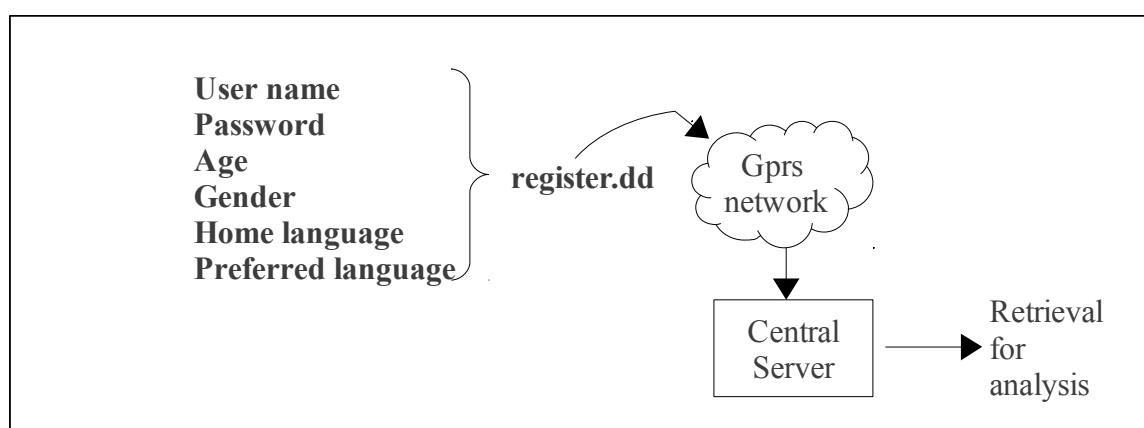 User name
Password
Age
Gender
Home language
Preferred language
register.dd
Gprs
network
Central
Server
Retrieval
for
analysis